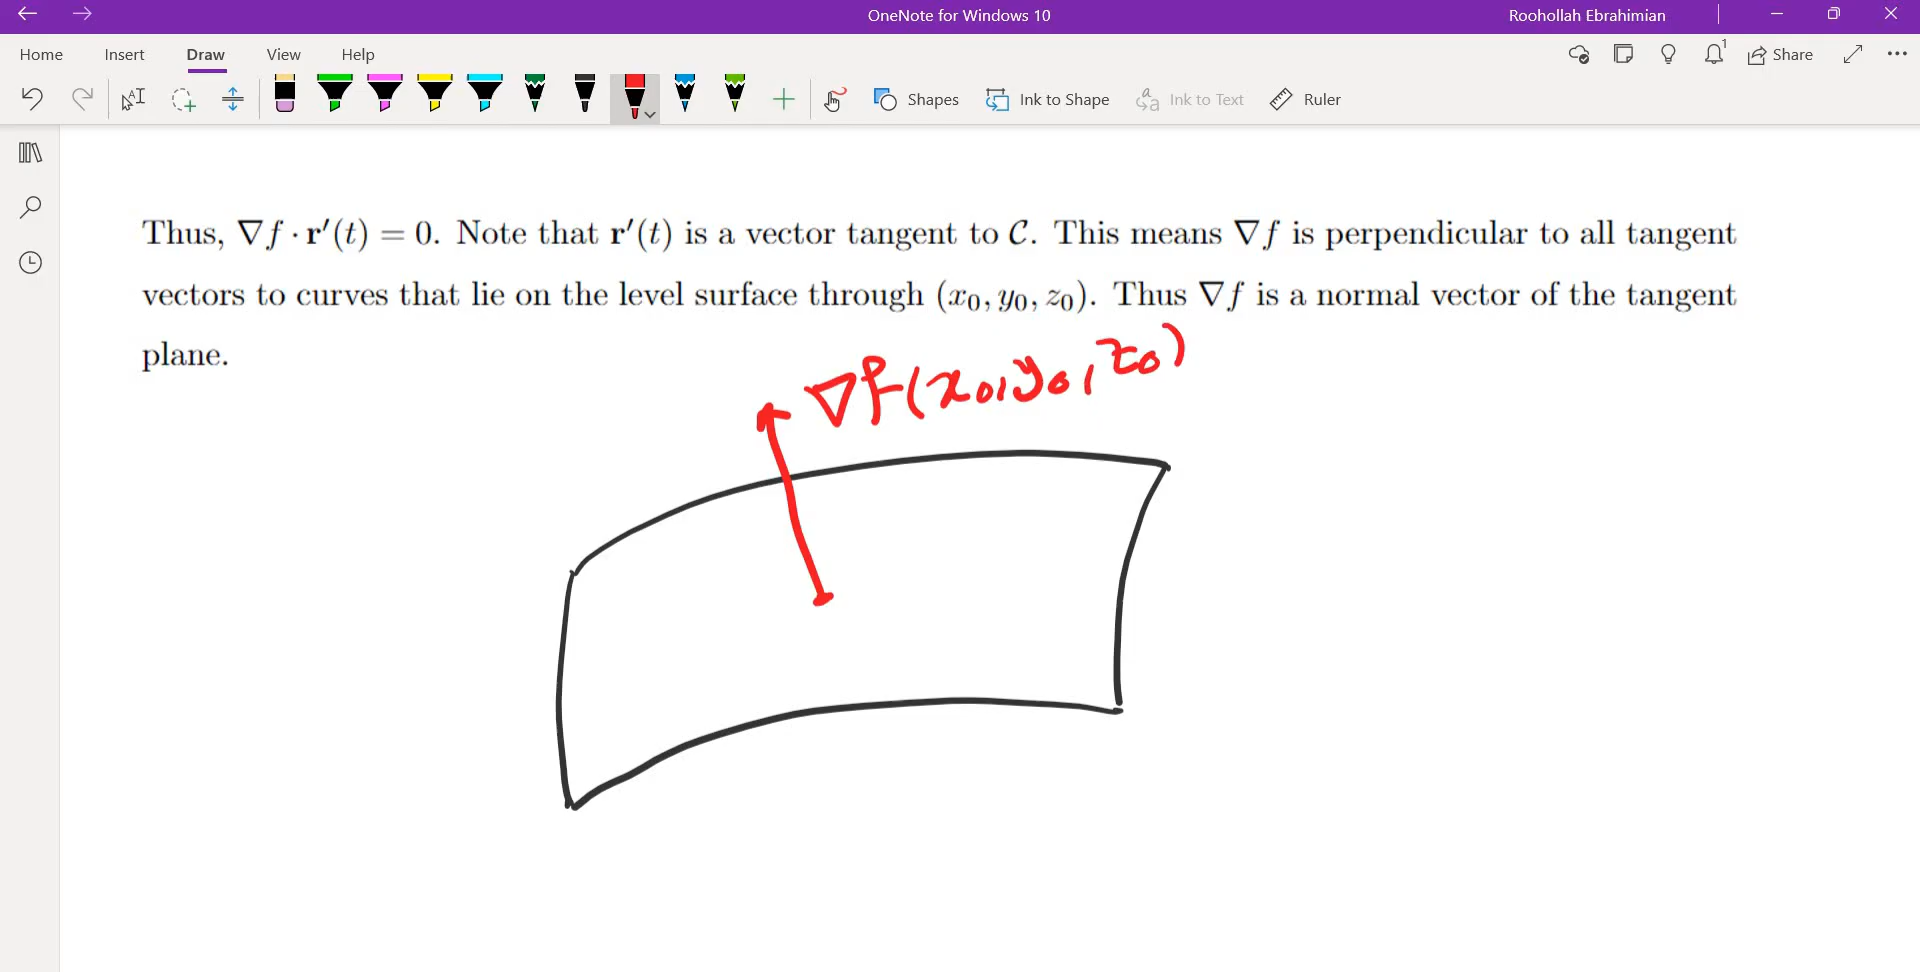 OneNote for Windows 10
Roohollah Ebrahimian
Home Insert Draw View Help
1
Share
Shapes
Ink to Shape
Ink to Text
Ruler
Thus, ∇f · r′(t) = 0. Note that r′(t) is a vector tangent to 𝒞. This means ∇f is perpendicular to all tangent
vectors to curves that lie on the level surface through (x₀, y₀, z₀). Thus ∇f is a normal vector of the tangent
plane.
∇f(x₀, y₀, z₀)